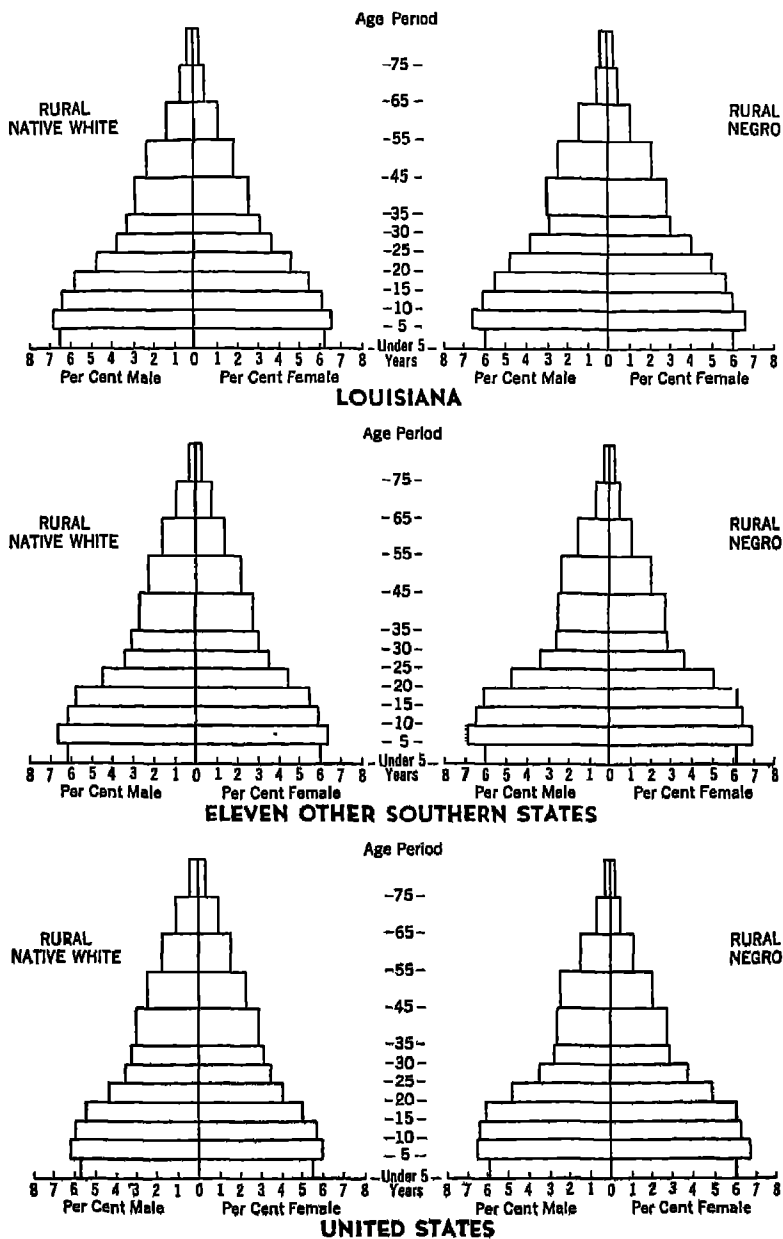 Age Period
-75-
-65-
-55-
-45-
-35-
-30-
-25-
-20-
-15-
-10-
-5-
Under 5
Years
RURAL
NATIVE WHITE
RURAL
NEGRO
8 7 6 5 4 3 2 1 0 1 2 3 4 5 6 7 8
8 7 6 5 4 3 2 1 0 1 2 3 4 5 6 7 8
Per Cent Male Per Cent Female
Per Cent Male Per Cent Female
LOUISIANA
Age Period
-75-
-65-
-55-
-45-
-35-
-30-
-25-
-20-
-15-
-10-
-5-
Under 5
Years
RURAL
NATIVE WHITE
RURAL
NEGRO
8 7 6 5 4 3 2 1 0 1 2 3 4 5 6 7 8
8 7 6 5 4 3 2 1 0 1 2 3 4 5 6 7 8
Per Cent Male Per Cent Female
Per Cent Male Per Cent Female
ELEVEN OTHER SOUTHERN STATES
Age Period
-75-
-65-
-55-
-45-
-35-
-30-
-25-
-20-
-15-
-10-
-5-
Under 5
Years
RURAL
NATIVE WHITE
RURAL
NEGRO
8 7 6 5 4 3 2 1 0 1 2 3 4 5 6 7 8
8 7 6 5 4 3 2 1 0 1 2 3 4 5 6 7 8
Per Cent Male Per Cent Female
Per Cent Male Per Cent Female
UNITED STATES